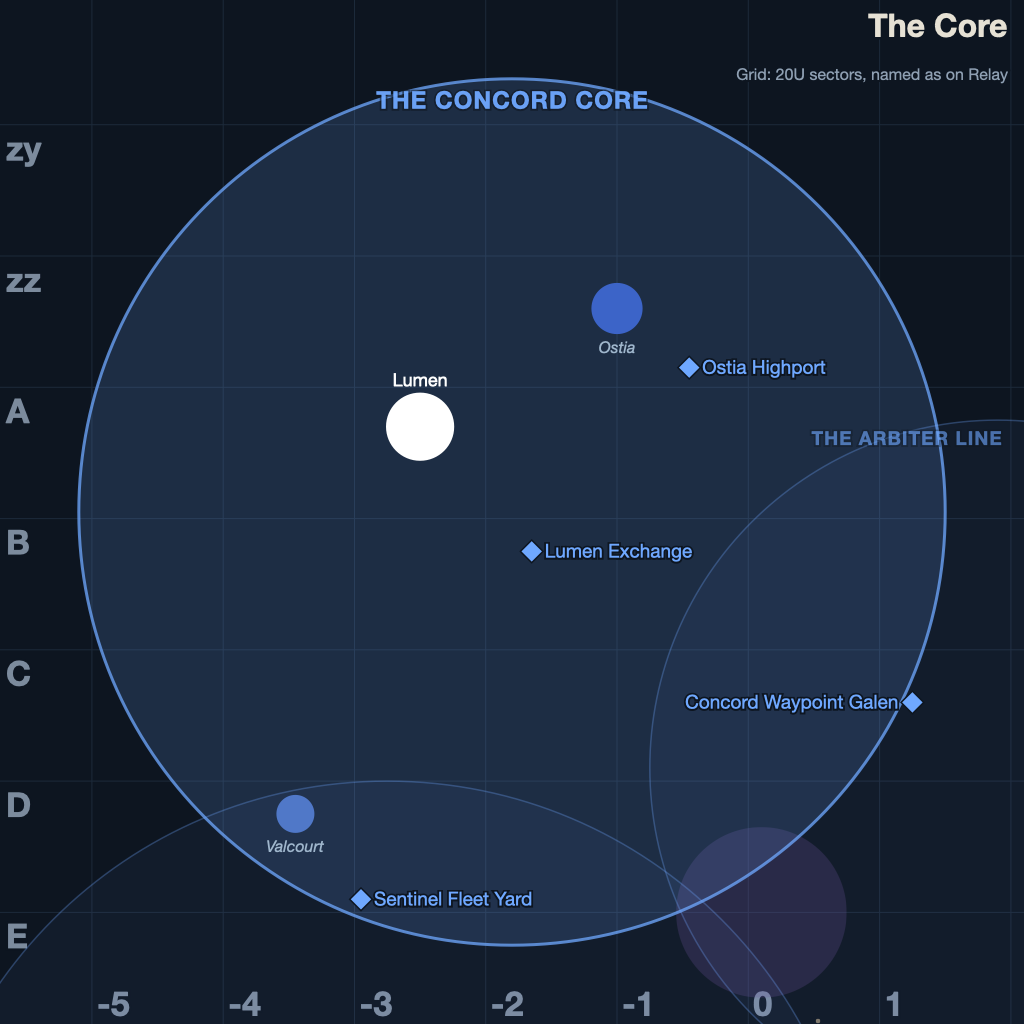 The Core
Grid: 20U sectors, named as on Relay
THE CONCORD CORE
zy
zz
Ostia
Ostia Highport
Lumen
A
THE ARBITER LINE
B
Lumen Exchange
C
Concord Waypoint Galen
D
Valcourt
Sentinel Fleet Yard
E
-5 -4 -3 -2 -1 0 1